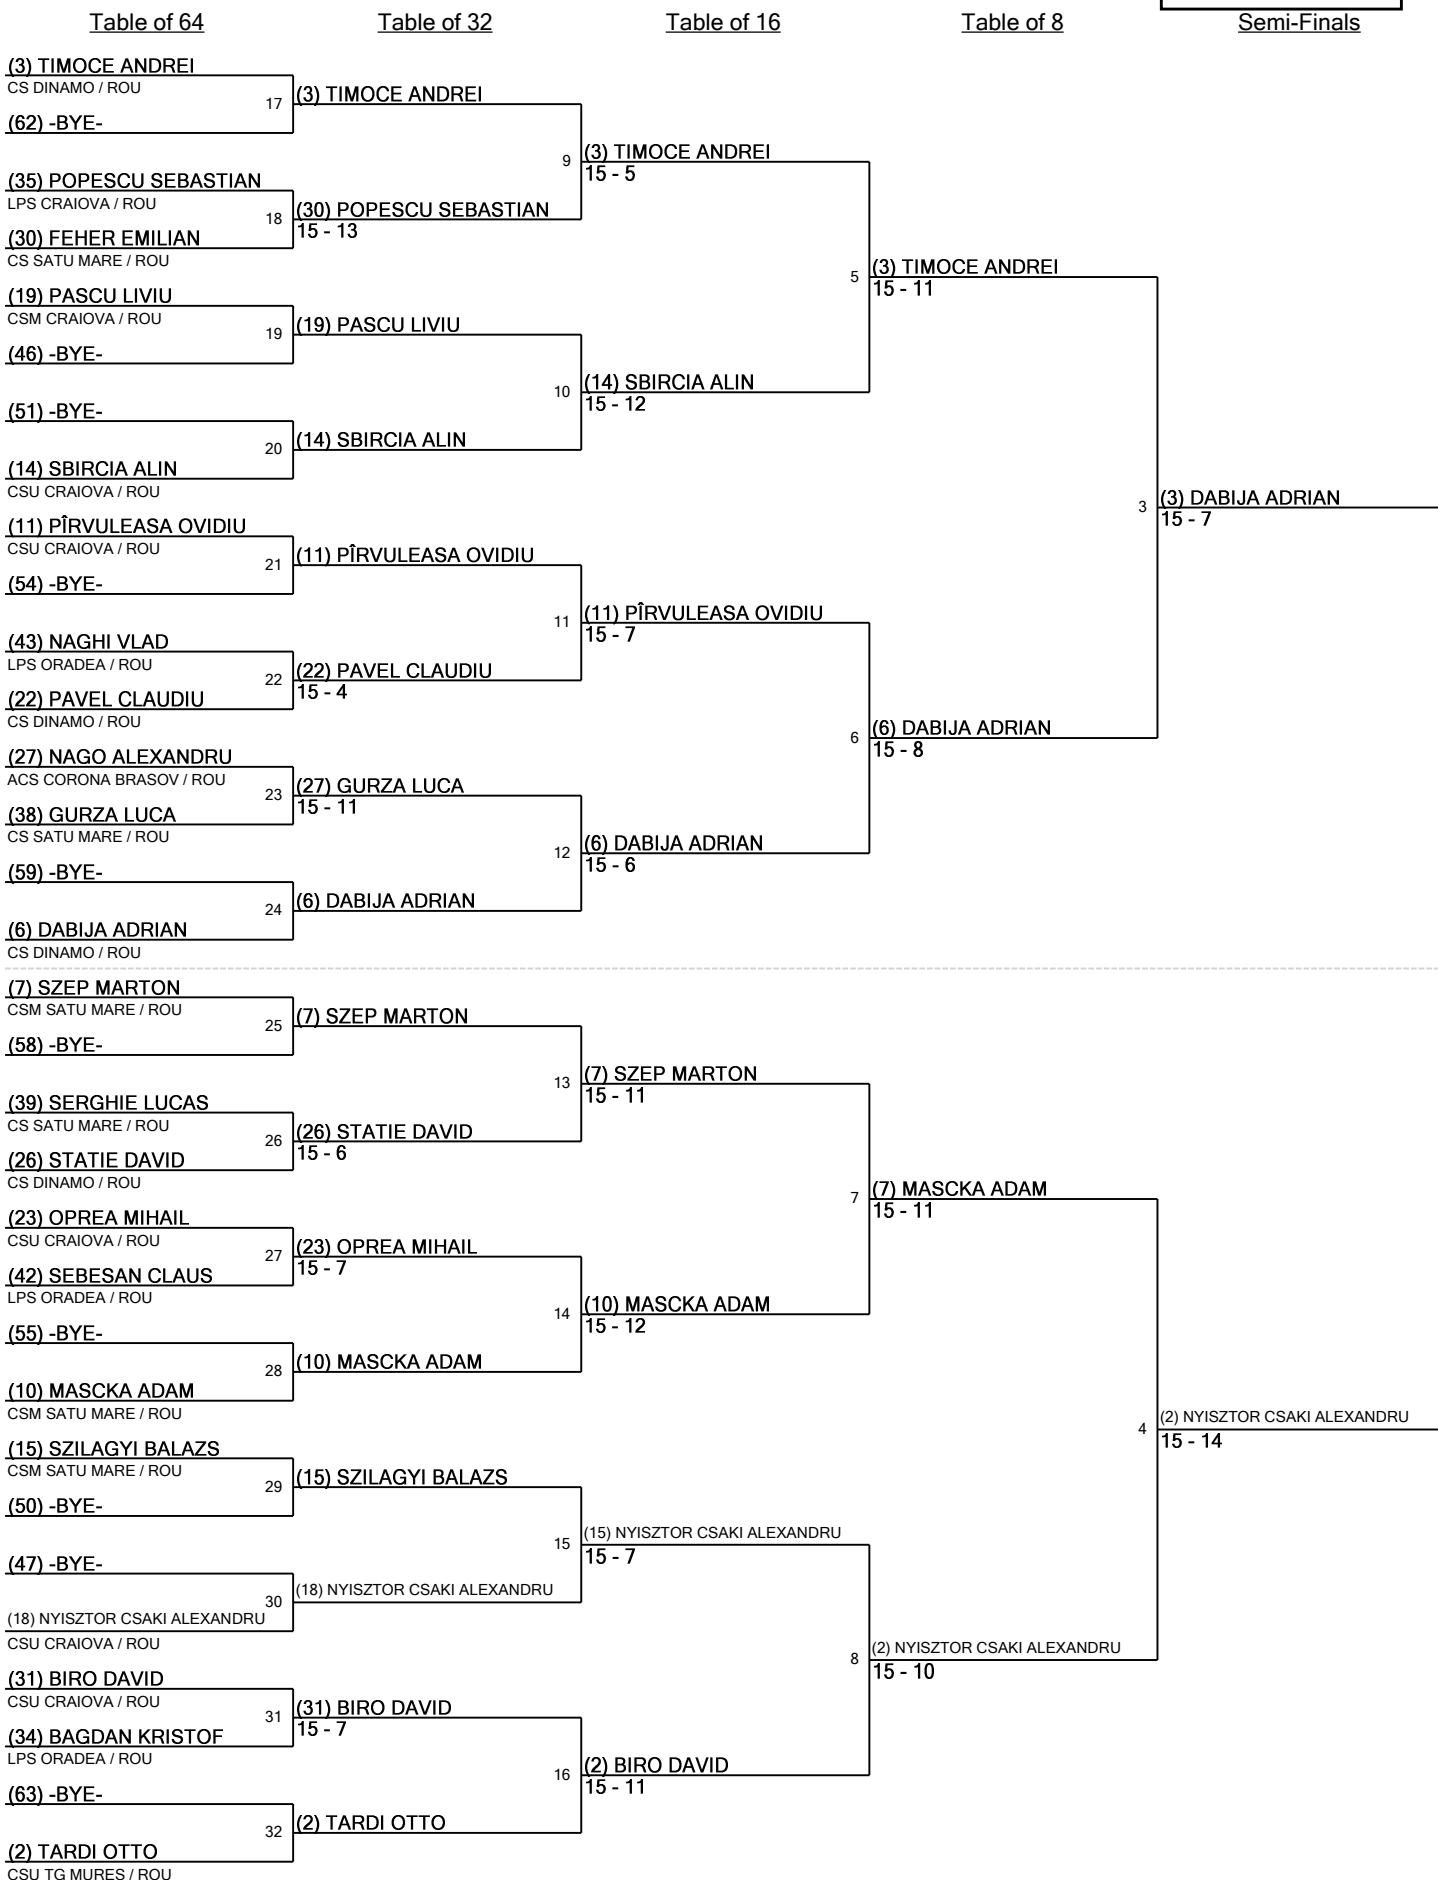 Table of 64
Table of 32
Table of 16
Table of 8
Semi-Finals
(3) TIMOCE ANDREI
CS DINAMO / ROU
17
(3) TIMOCE ANDREI
(62) -BYE-
9
(3) TIMOCE ANDREI
15 - 5
(35) POPESCU SEBASTIAN
LPS CRAIOVA / ROU
18
(30) POPESCU SEBASTIAN
15 - 13
(30) FEHER EMILIAN
CS SATU MARE / ROU
5
(3) TIMOCE ANDREI
15 - 11
(19) PASCU LIVIU
CSM CRAIOVA / ROU
19
(19) PASCU LIVIU
(46) -BYE-
10
(14) SBIRCIA ALIN
15 - 12
(51) -BYE-
20
(14) SBIRCIA ALIN
(14) SBIRCIA ALIN
CSU CRAIOVA / ROU
3
(3) DABIJA ADRIAN
15 - 7
(11) PÎRVULEASA OVIDIU
CSU CRAIOVA / ROU
21
(11) PÎRVULEASA OVIDIU
(54) -BYE-
11
(11) PÎRVULEASA OVIDIU
15 - 7
(43) NAGHI VLAD
LPS ORADEA / ROU
22
(22) PAVEL CLAUDIU
15 - 4
(22) PAVEL CLAUDIU
CS DINAMO / ROU
6
(6) DABIJA ADRIAN
15 - 8
(27) NAGO ALEXANDRU
ACS CORONA BRASOV / ROU
23
(27) GURZA LUCA
15 - 11
(38) GURZA LUCA
CS SATU MARE / ROU
12
(6) DABIJA ADRIAN
15 - 6
(59) -BYE-
24
(6) DABIJA ADRIAN
(6) DABIJA ADRIAN
CS DINAMO / ROU
(7) SZEP MARTON
CSM SATU MARE / ROU
25
(7) SZEP MARTON
(58) -BYE-
13
(7) SZEP MARTON
15 - 11
(39) SERGHIE LUCAS
CS SATU MARE / ROU
26
(26) STATIE DAVID
15 - 6
(26) STATIE DAVID
CS DINAMO / ROU
7
(7) MASCKA ADAM
15 - 11
(23) OPREA MIHAIL
CSU CRAIOVA / ROU
27
(23) OPREA MIHAIL
15 - 7
(42) SEBESAN CLAUS
LPS ORADEA / ROU
14
(10) MASCKA ADAM
15 - 12
(55) -BYE-
28
(10) MASCKA ADAM
(10) MASCKA ADAM
CSM SATU MARE / ROU
4
(2) NYISZTOR CSAKI ALEXANDRU
15 - 14
(15) SZILAGYI BALAZS
CSM SATU MARE / ROU
29
(15) SZILAGYI BALAZS
(50) -BYE-
15
(15) NYISZTOR CSAKI ALEXANDRU
15 - 7
(47) -BYE-
30
(18) NYISZTOR CSAKI ALEXANDRU
(18) NYISZTOR CSAKI ALEXANDRU
CSU CRAIOVA / ROU
8
(2) NYISZTOR CSAKI ALEXANDRU
15 - 10
(31) BIRO DAVID
CSU CRAIOVA / ROU
31
(31) BIRO DAVID
15 - 7
(34) BAGDAN KRISTOF
LPS ORADEA / ROU
16
(2) BIRO DAVID
15 - 11
(63) -BYE-
32
(2) TARDI OTTO
(2) TARDI OTTO
CSU TG MURES / ROU